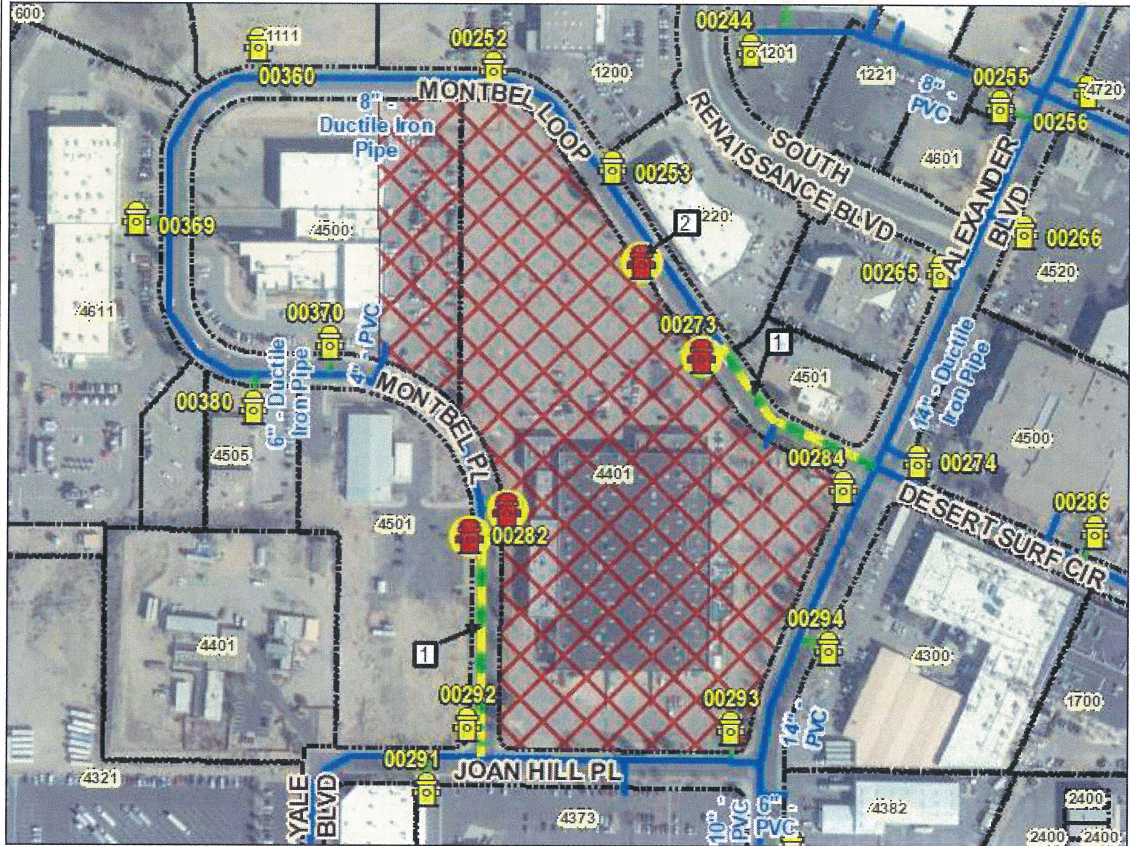 600
1111
00360
00252
1200
00244
1201
1221
8" -
PVC
00255
4720
00256
MONTBEL LOOP
8" -
Ductile Iron
Pipe
00253
RENAISSANCE BLVD
SOUTH
4601
ALEXANDER
BLVD
00369
4500
2
220
00265
00266
4520
4611
00370
4" - PVC
00273
1
4501
14" - Ductile
Iron Pipe
4500
00380
6" - Ductile
Iron Pipe
MONTBEL PL
4505
4401
00284
00274
00286
DESERT SURF CIR
4501
00282
4401
1
00294
4300
00292
00293
1700
14" -
PVC
00291
JOAN HILL PL
4321
YALE
BLVD
4373
10" -
PVC
6" -
PVC
4382
2400
2400
2400